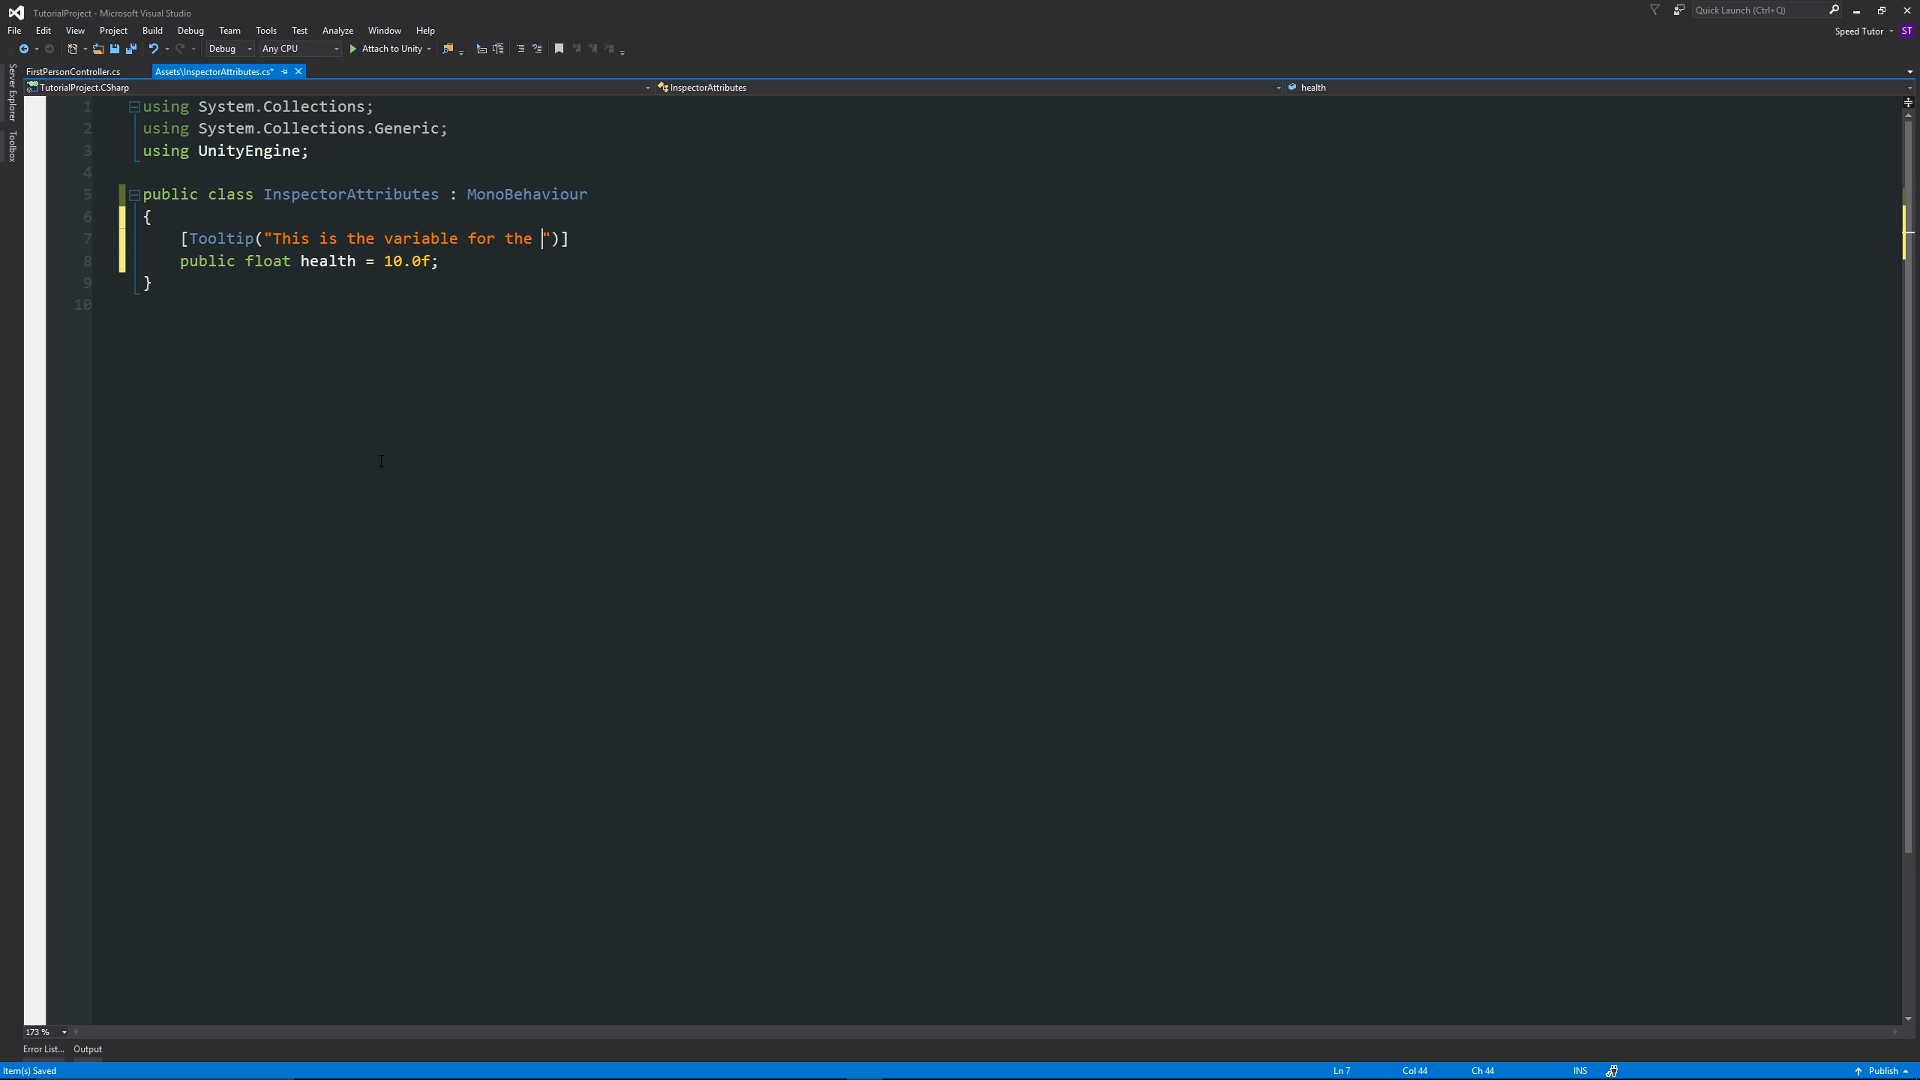 TutorialProject - Microsoft Visual Studio
Quick Launch (Ctrl+Q)
File Edit View Project Build Debug Team Tools Test Analyze Window Help
Speed Tutor ST
Debug Any CPU Attach to Unity
Server Explorer
Toolbox
FirstPersonController.cs Assets\InspectorAttributes.cs*
TutorialProject.CSharp InspectorAttributes health
1 using System.Collections;
2 using System.Collections.Generic;
3 using UnityEngine;
4
5 public class InspectorAttributes : MonoBehaviour
6 {
7 [Tooltip("This is the variable for the ")]
8 public float health = 10.0f;
9 }
10
173 %
Error List... Output
Item(s) Saved Ln 7 Col 44 Ch 44 INS Publish